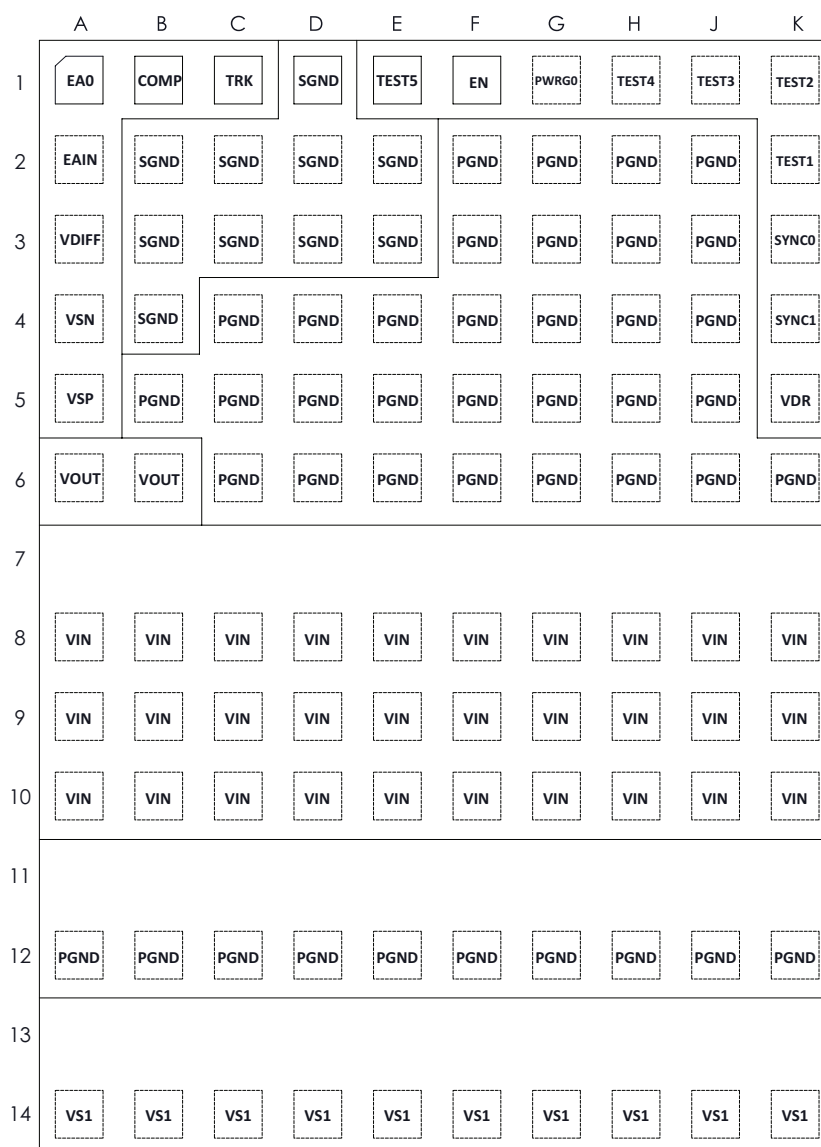 A B C D E F G H J K
1 EA0 COMP TRK SGND TEST5 EN PWRG0 TEST4 TEST3 TEST2
2 EAIN SGND SGND SGND SGND PGND PGND PGND PGND TEST1
3 VDIFF SGND SGND SGND SGND PGND PGND PGND PGND SYNC0
4 VSN SGND PGND PGND PGND PGND PGND PGND PGND SYNC1
5 VSP PGND PGND PGND PGND PGND PGND PGND PGND VDR
6 VOUT VOUT PGND PGND PGND PGND PGND PGND PGND PGND
7
8 VIN VIN VIN VIN VIN VIN VIN VIN VIN VIN
9 VIN VIN VIN VIN VIN VIN VIN VIN VIN VIN
10 VIN VIN VIN VIN VIN VIN VIN VIN VIN VIN
11
12 PGND PGND PGND PGND PGND PGND PGND PGND PGND PGND
13
14 VS1 VS1 VS1 VS1 VS1 VS1 VS1 VS1 VS1 VS1